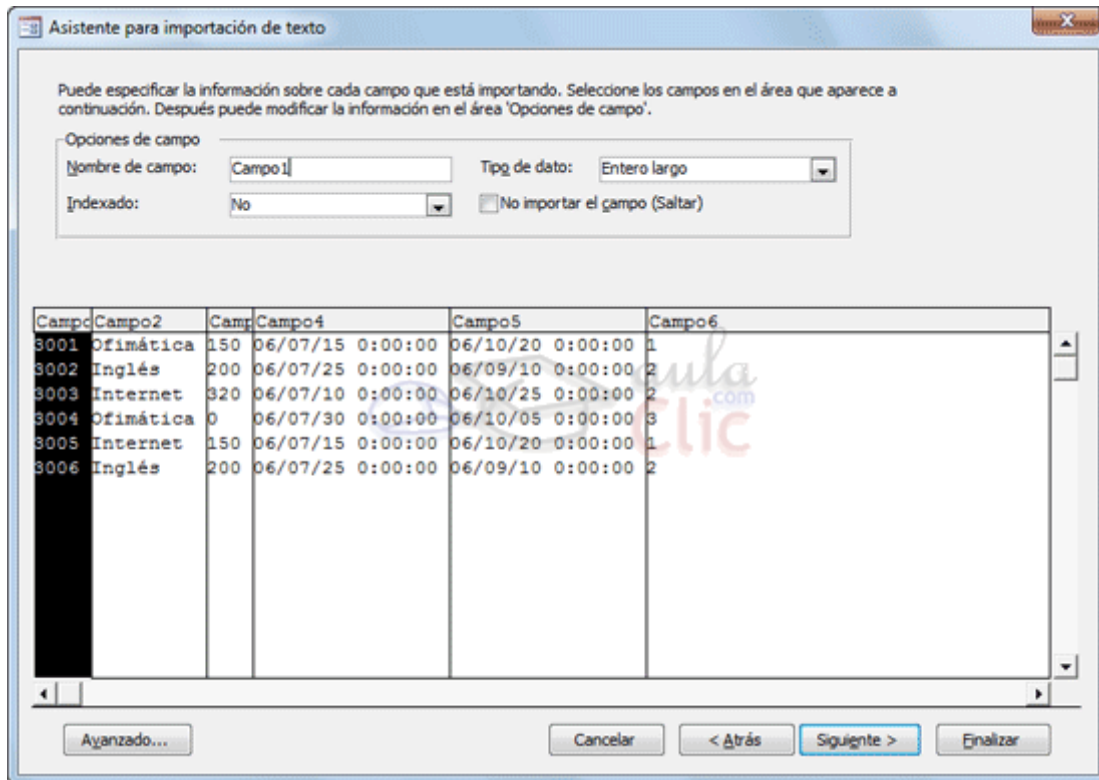 Asistente para importación de texto
Puede especificar la información sobre cada campo que está importando. Seleccione los campos en el área que aparece a
continuación. Después puede modificar la información en el área 'Opciones de campo'.
Opciones de campo
Nombre de campo: Campo1 Tipo de dato: Entero largo
Indexado: No No importar el campo (Saltar)
Campo Campo2 Camp Campo4 Campo5 Campo6
3001 Ofimática 150 06/07/15 0:00:00 06/10/20 0:00:00 1
3002 Inglés 200 06/07/25 0:00:00 06/09/10 0:00:00 2
3003 Internet 320 06/07/10 0:00:00 06/10/25 0:00:00 2
3004 Ofimática 0 06/07/30 0:00:00 06/10/05 0:00:00 3
3005 Internet 150 06/07/15 0:00:00 06/10/20 0:00:00 1
3006 Inglés 200 06/07/25 0:00:00 06/09/10 0:00:00 2
aula
.com
Clic
Avanzado... Cancelar < Atrás Siguiente > Finalizar